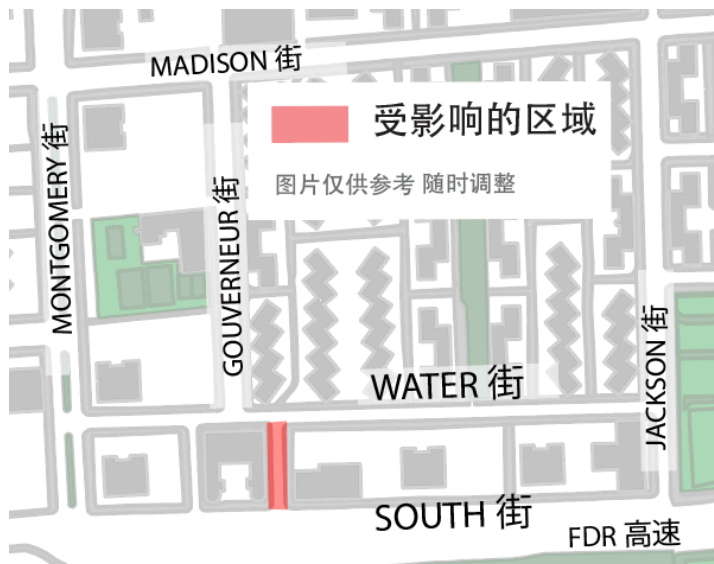 MADISON 街
受影响的区域
图片仅供参考 随时调整
MONTGOMERY 街
GOUVERNEUR 街
JACKSON 街
WATER 街
SOUTH 街
FDR 高速